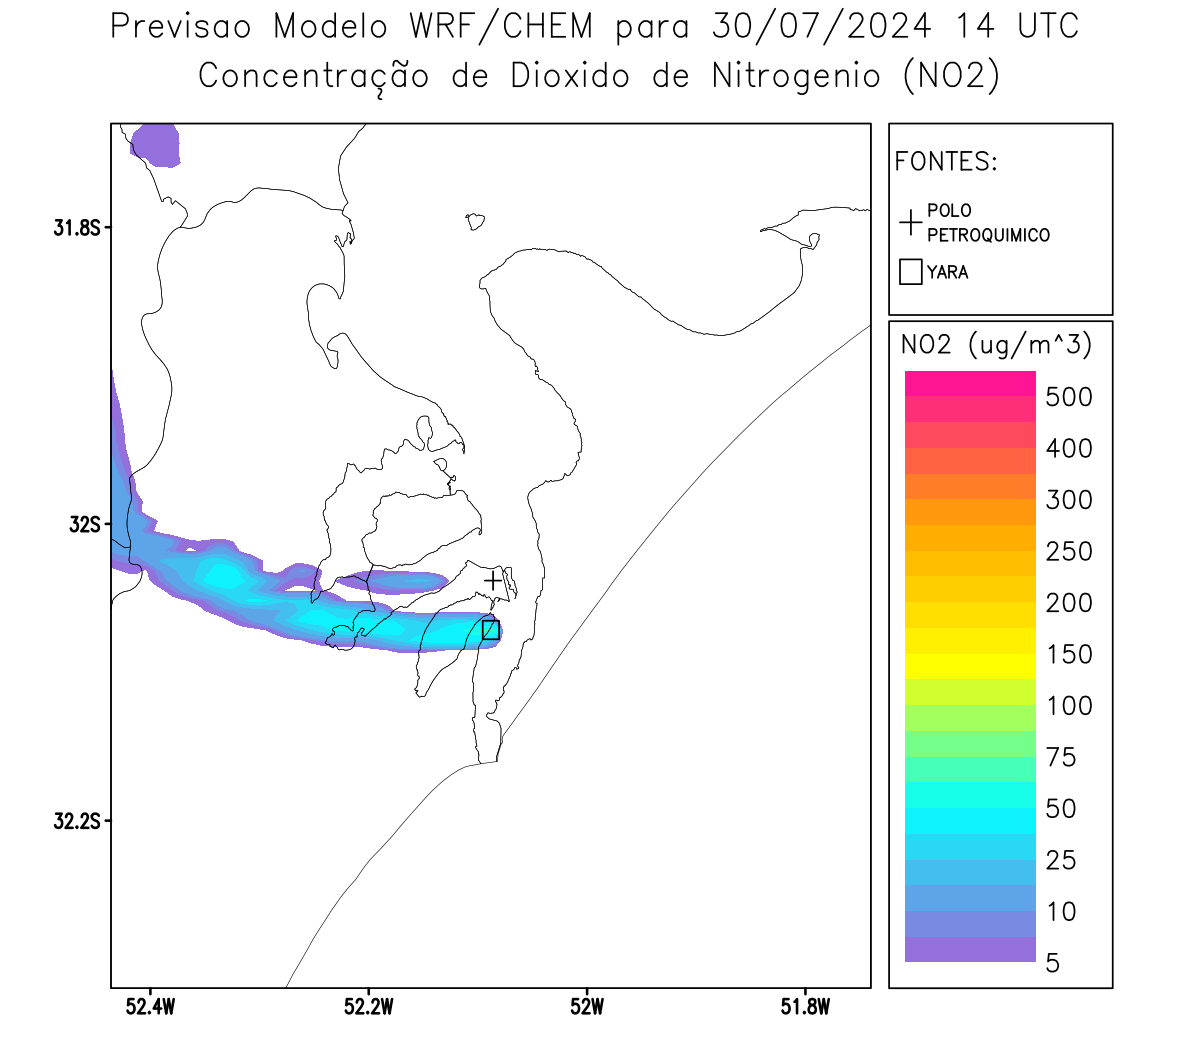 Previsao Modelo WRF/CHEM para 30/07/2024 14 UTC
Concentração de Dioxido de Nitrogenio (NO2)
FONTES:
POLO
PETROQUIMICO
YARA
NO2 (ug/m^3)
500
400
300
250
200
150
100
75
50
25
10
5
31.8S
32S
32.2S
52.4W
52.2W
52W
51.8W